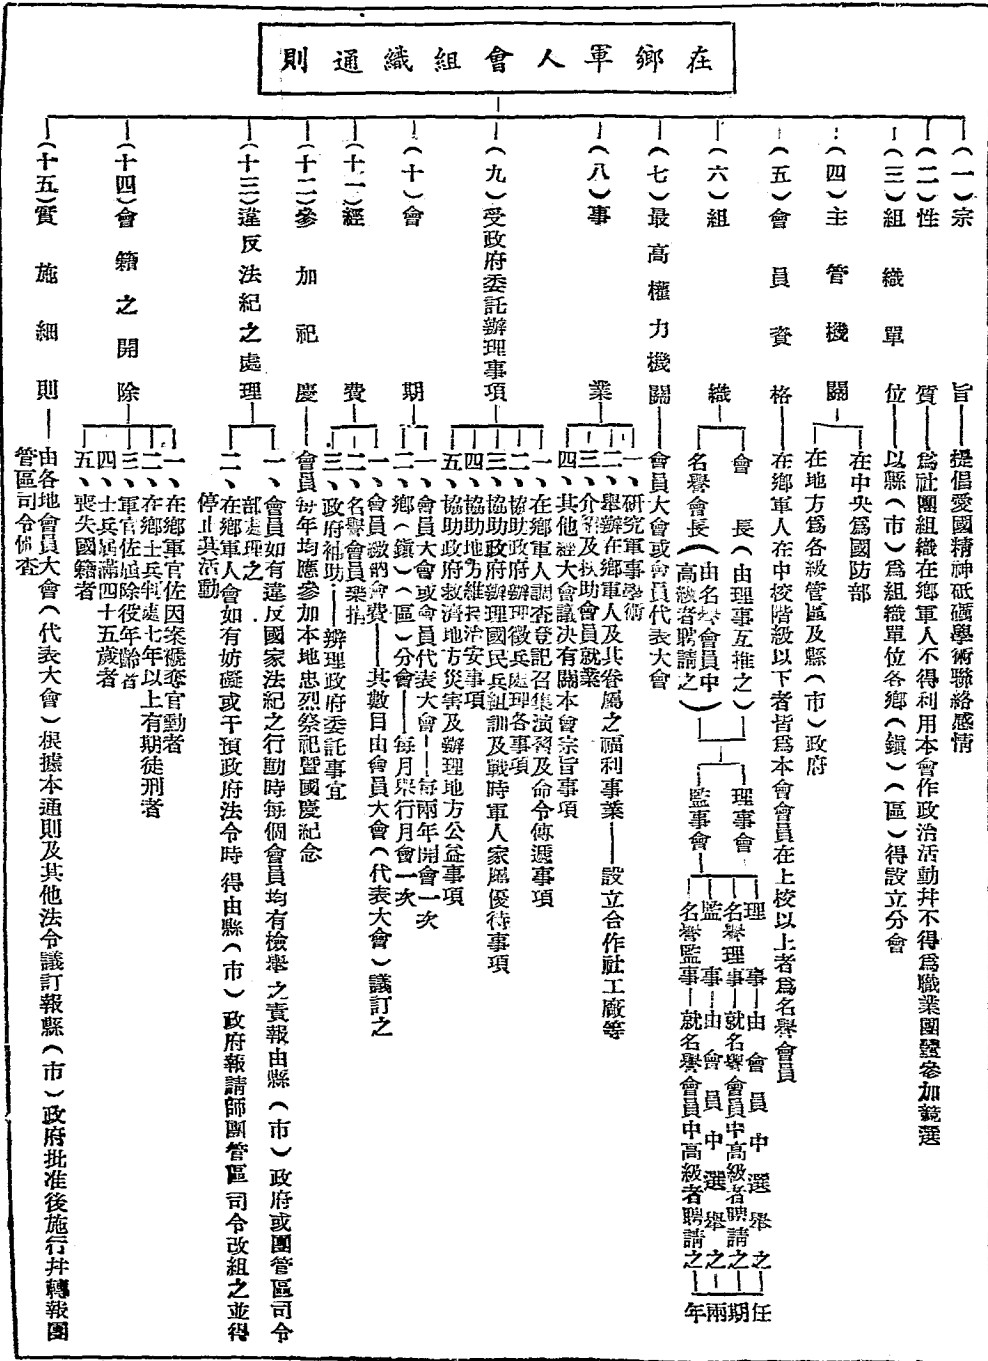 在鄉軍人會組織通則
(一)宗旨——提倡愛國精神砥礪學術聯絡感情
(二)性質——爲社團組織在鄉軍人不得利用本會作政治活動幷不得爲職業團體參加競選
(三)組織單位——以縣(市)爲組織單位各鄉(鎭)(區)得設立分會
(四)主管機關
在中央爲國防部
在地方爲各級管區及縣(市)政府
(五)會員資格——在鄉軍人在中校階級以下者皆爲本會會員在上校以上者爲名譽會員
(六)組織
會長(由理事互推之)
名譽會長(由名譽會員中高級者聘請之)
理事會
監事會
理事—由會員中選舉之
名譽理事—就名譽會員中高級者聘請之
監事—由會員中選舉之
名譽監事—就名譽會員中高級者聘請之
任期兩年
(七)最高權力機關——會員大會或會員代表大會
(八)事業
一、研究軍事學術
二、舉辦在鄉軍人及其眷屬之福利事業——設立合作社工廠等
三、介紹及扶助會員就業
四、其他經大會議決有關本會宗旨事項
(九)受政府委託辦理事項
一、在鄉軍人調査登記召集演習及命令傳遞事項
二、協助政府辦理徵兵處理各事項
三、協助政府辦理國民兵組訓及戰時軍人家屬優待事項
四、協助地方維持治安事項
五、協助政府救濟地方災害及辦理地方公益事項
(十)會期
一、會員大會或會員代表大會——每兩年開會一次
二、鄉(鎭)(區)分會——每月舉行月會一次
(十一)經費
一、會員繳納會費——其數目由會員大會(代表大會)議訂之
二、名譽會員樂捐
三、政府補助——辦理政府委託事宜
(十二)參加祀慶——會員每年均應參加本地忠烈祭祀曁國慶紀念
(十三)違反法紀之處理
一、會員如有違反國家法紀之行動時每個會員均有檢舉之責報由縣(市)政府或團管區司令
部處理之
二、在鄉軍人會如有妨礙或干預政府法令時得由縣(市)政府報請師團管區司令改組之並得
停止其活動
(十四)會籍之開除
一、在鄉軍官佐因案褫奪官勳者
二、在鄉士兵判處七年以上有期徒刑者
三、軍官佐屆除役年齡者
四、士兵屆滿四十五歲者
五、喪失國籍者
(十五)實施細則——由各地會員大會(代表大會)根據本通則及其他法令議訂報縣(市)政府批准後施行幷轉報團
管區司令備査